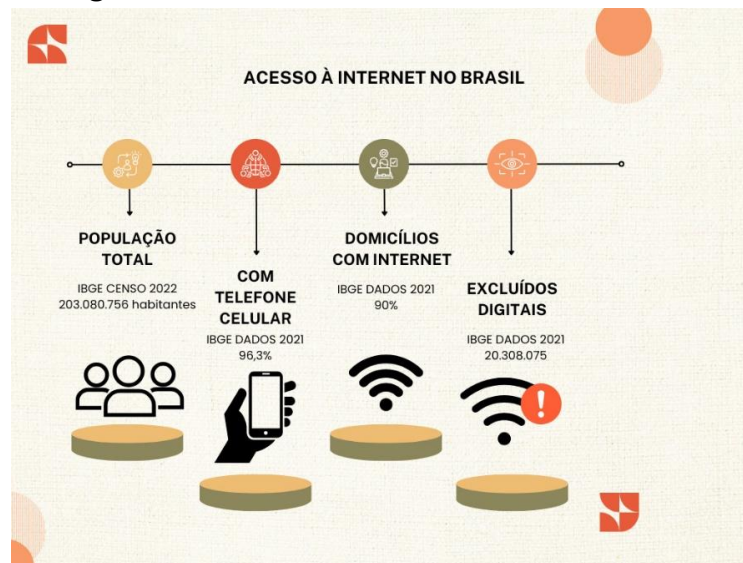 ACESSO À INTERNET NO BRASIL
POPULAÇÃO
TOTAL
IBGE CENSO 2022
203.080.756 habitantes
COM
TELEFONE
CELULAR
IBGE DADOS 2021
96,3%
DOMICÍLIOS
COM INTERNET
IBGE DADOS 2021
90%
EXCLUÍDOS
DIGITAIS
IBGE DADOS 2021
20.308.075